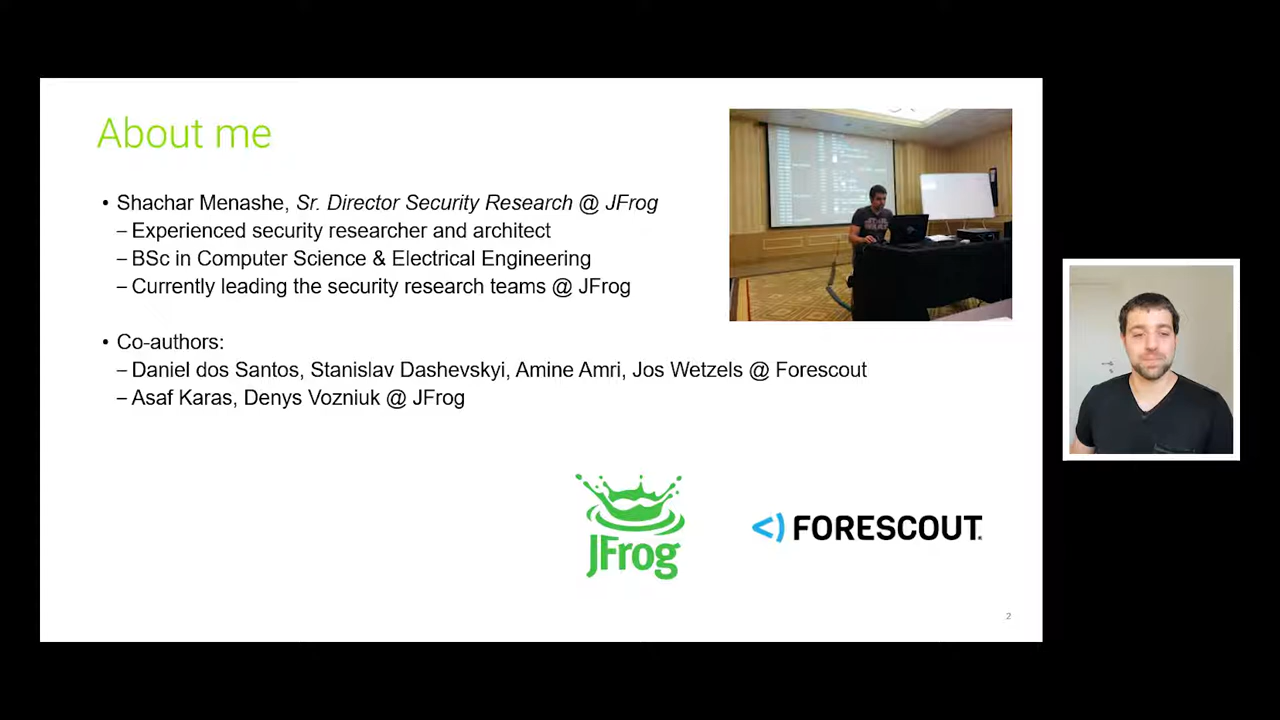 About me
• Shachar Menashe, Sr. Director Security Research @ JFrog
– Experienced security researcher and architect
– BSc in Computer Science & Electrical Engineering
– Currently leading the security research teams @ JFrog
• Co-authors:
– Daniel dos Santos, Stanislav Dashevskyi, Amine Amri, Jos Wetzels @ Forescout
– Asaf Karas, Denys Vozniuk @ JFrog
JFrog
<) FORESCOUT.
2